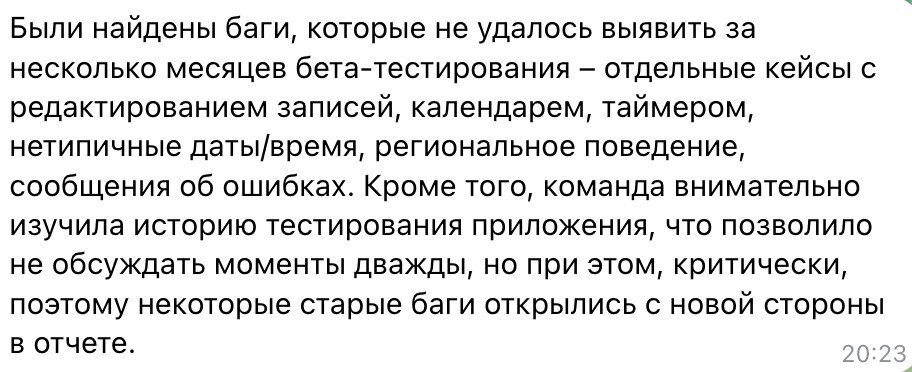 Были найдены баги, которые не удалось выявить за
несколько месяцев бета-тестирования – отдельные кейсы с
редактированием записей, календарем, таймером,
нетипичные даты/время, региональное поведение,
сообщения об ошибках. Кроме того, команда внимательно
изучила историю тестирования приложения, что позволило
не обсуждать моменты дважды, но при этом, критически,
поэтому некоторые старые баги открылись с новой стороны
в отчете.
20:23